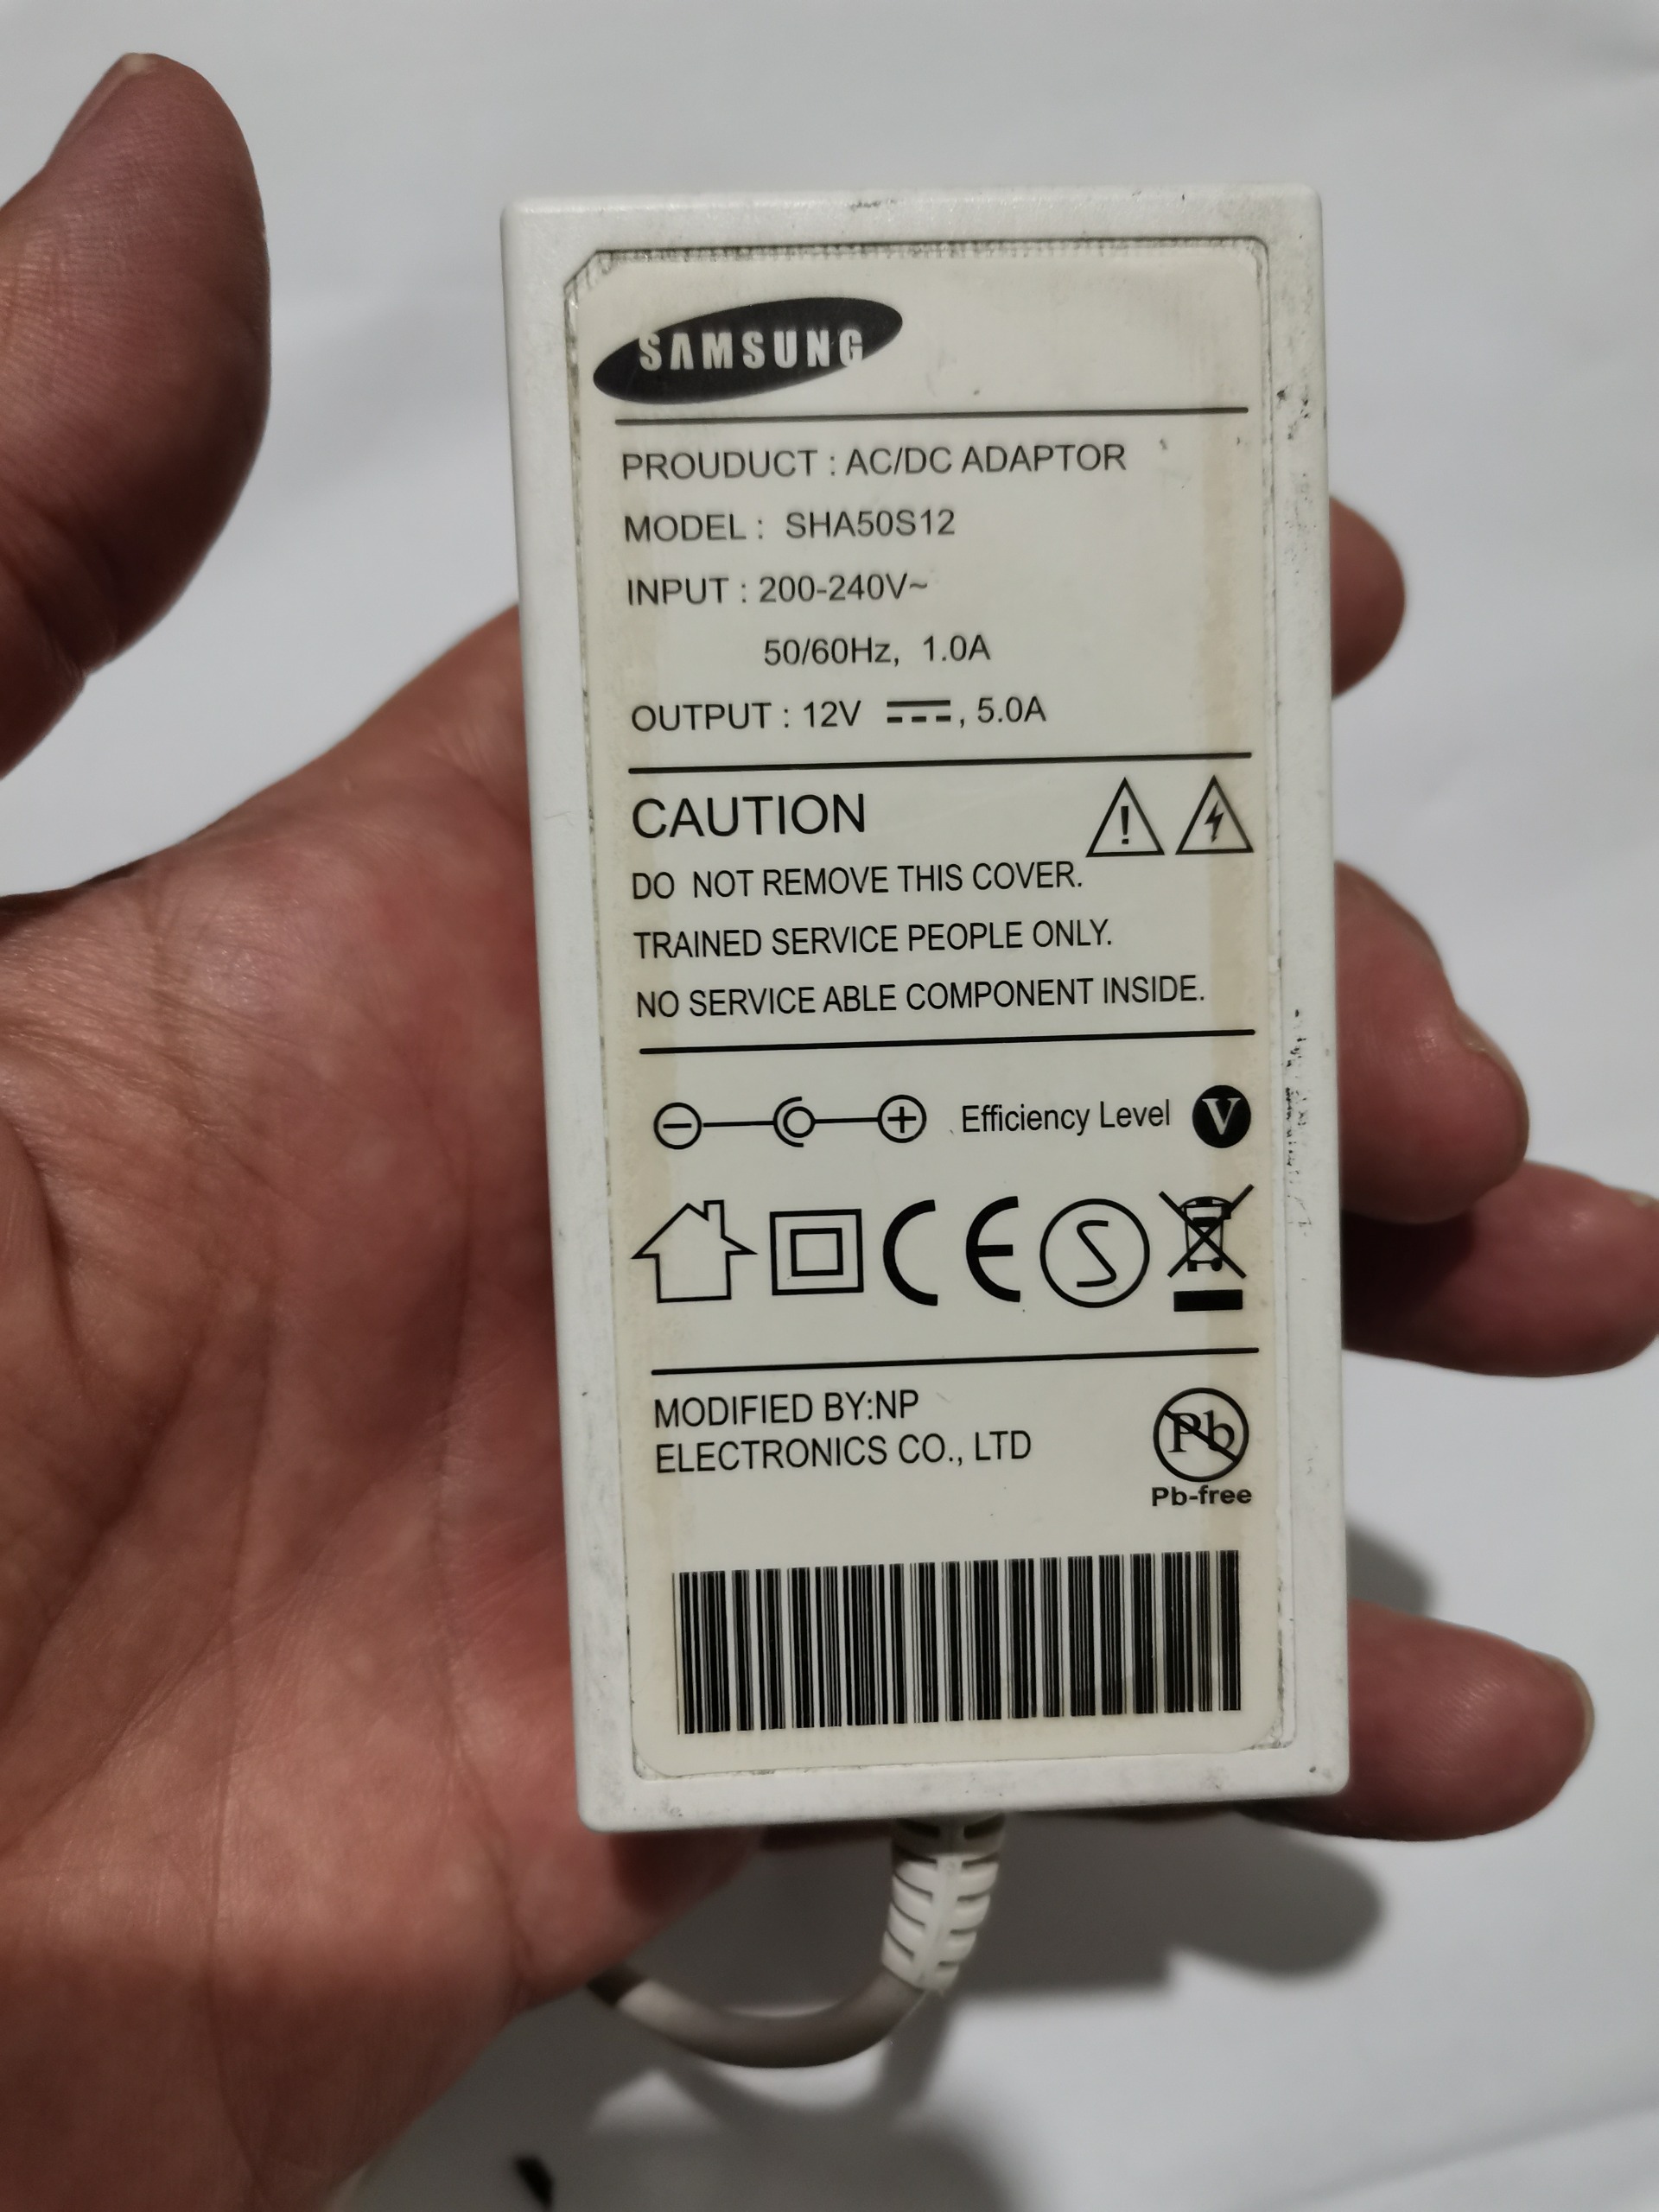 SAMSUNG
PROUDUCT : AC/DC ADAPTOR
MODEL : SHA50S12
INPUT : 200-240V~
50/60Hz, 1.0A
OUTPUT : 12V ⎓, 5.0A
CAUTION
DO NOT REMOVE THIS COVER.
TRAINED SERVICE PEOPLE ONLY.
NO SERVICE ABLE COMPONENT INSIDE.
Efficiency Level V
CE
MODIFIED BY:NP
ELECTRONICS CO., LTD
Pb
Pb-free